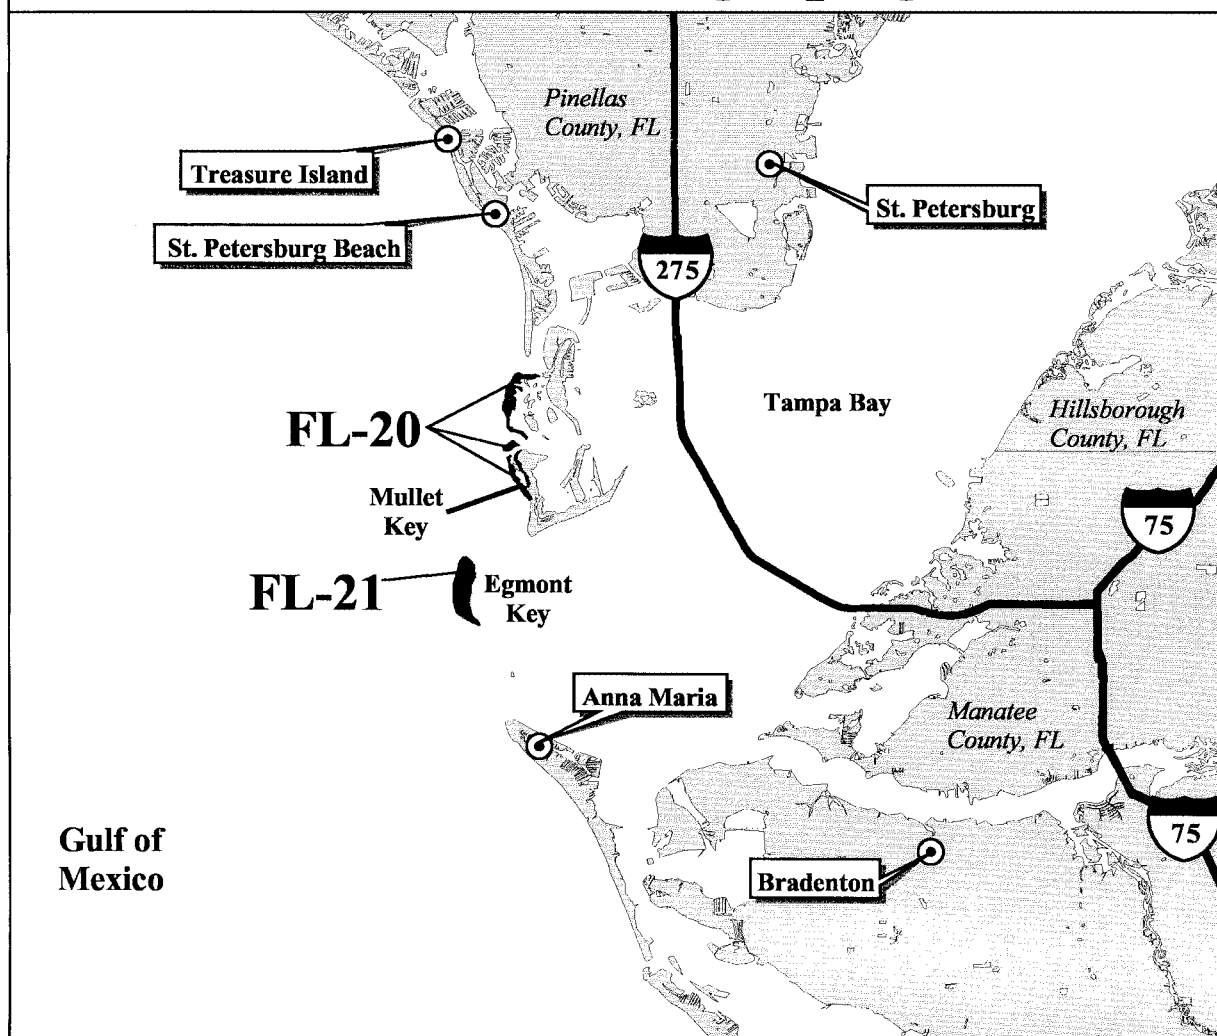 Pinellas
County, FL
Treasure Island
St. Petersburg
St. Petersburg Beach
275
Tampa Bay
Hillsborough
County, FL
FL-20
Mullet
Key
75
FL-21
Egmont
Key
Anna Maria
Manatee
County, FL
Gulf of
Mexico
75
Bradenton